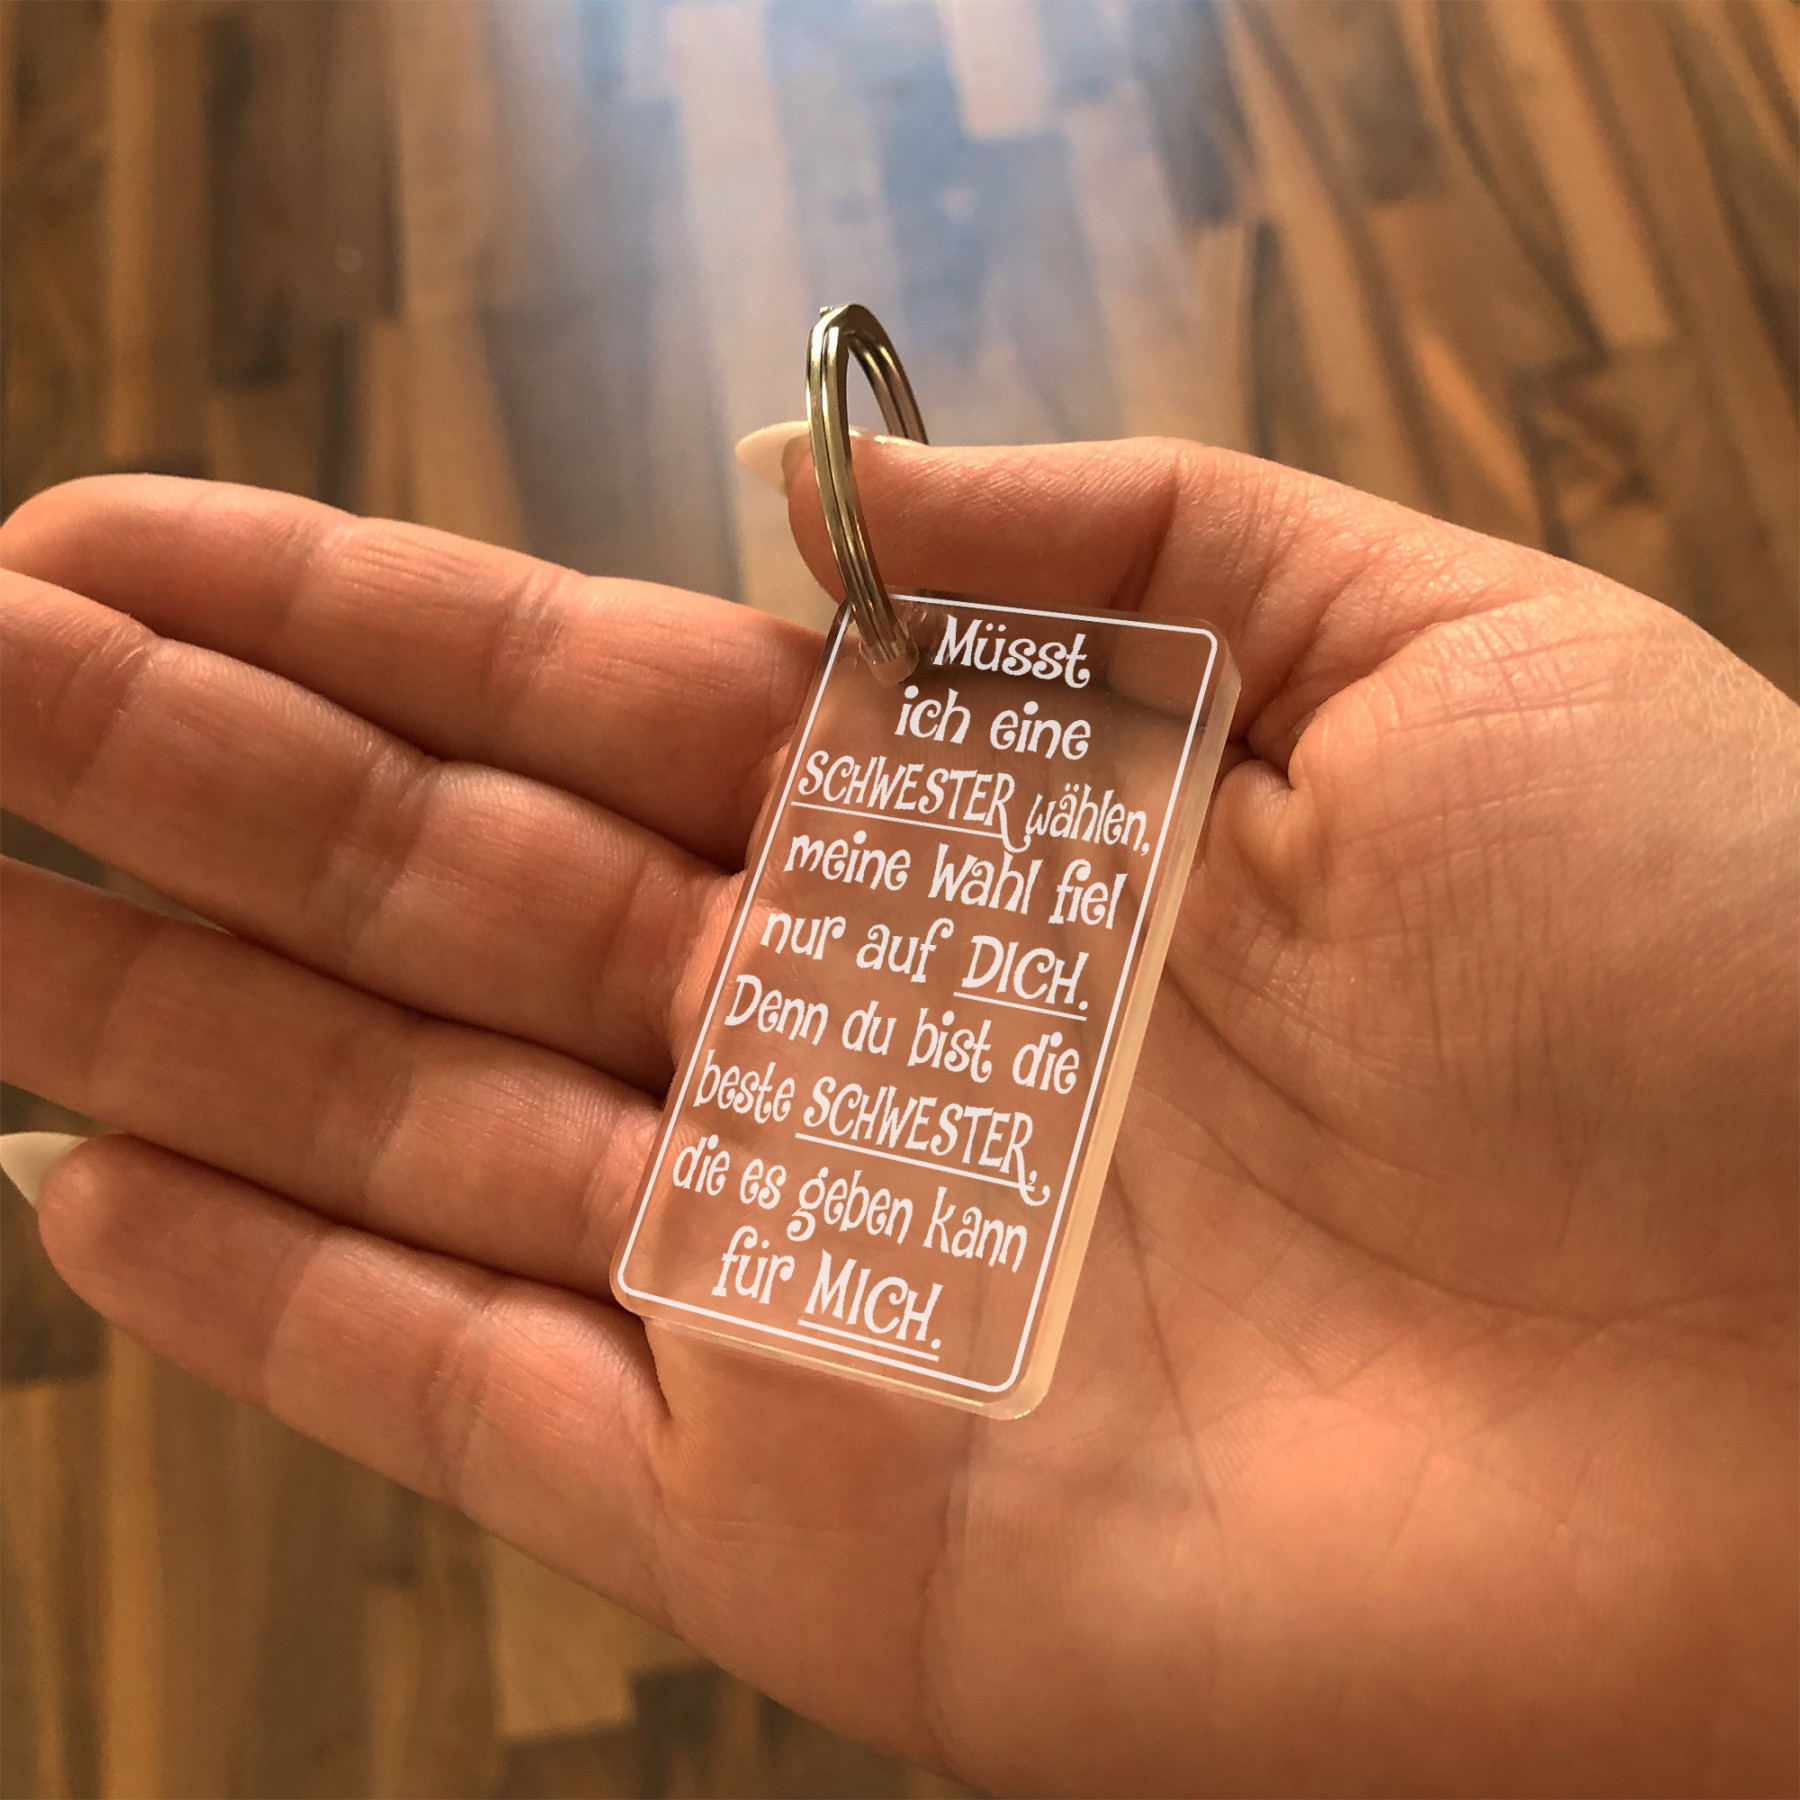 Müsst
ich eine
SCHWESTER wählen,
meine Wahl fiel
nur auf DICH.
Denn du bist die
beste SCHWESTER,
die es geben kann
für MICH.